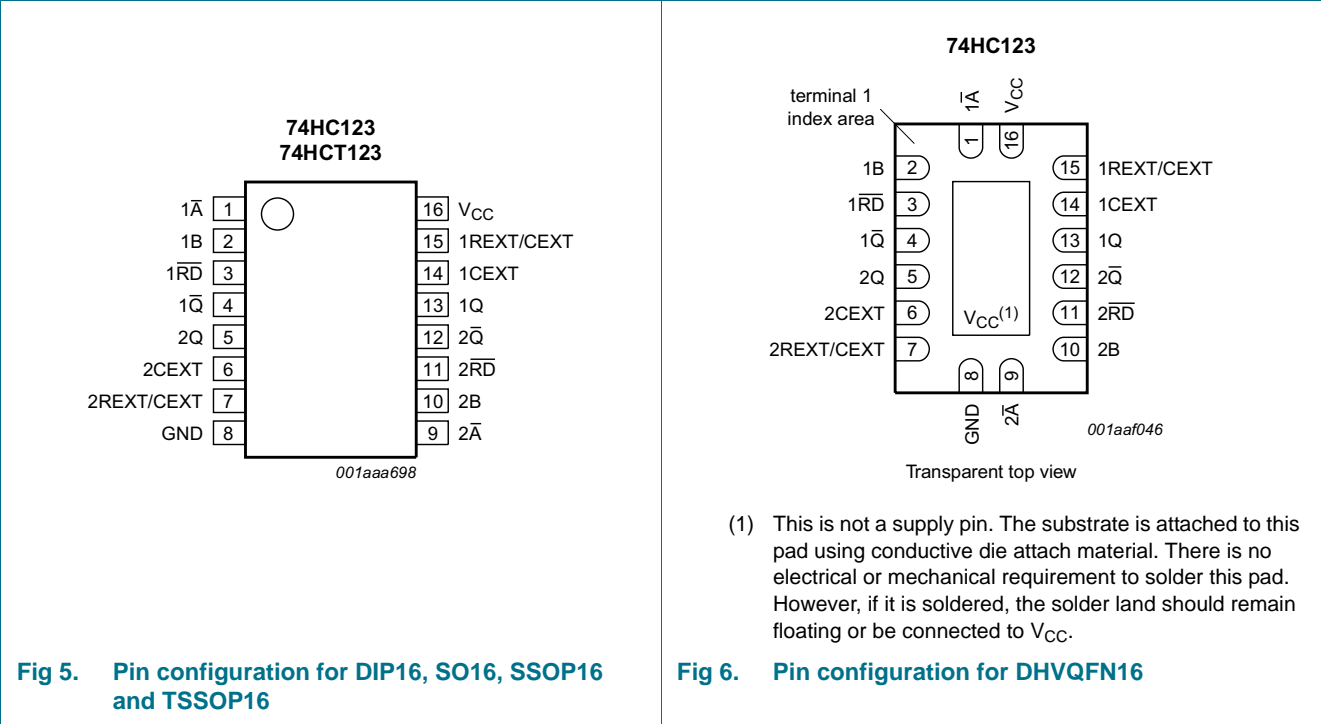 74HC123
74HCT123
1A̅ 1
16 VCC
1B 2
15 1REXT/CEXT
1R̅D̅ 3
14 1CEXT
1Q̅ 4
13 1Q
2Q 5
12 2Q̅
2CEXT 6
11 2R̅D̅
2REXT/CEXT 7
10 2B
GND 8
9 2A̅
001aaa698
Fig 5. Pin configuration for DIP16, SO16, SSOP16
and TSSOP16
74HC123
terminal 1
index area
1A̅
VCC
1
16
1B 2
15 1REXT/CEXT
1R̅D̅ 3
14 1CEXT
1Q̅ 4
13 1Q
2Q 5
12 2Q̅
2CEXT 6
VCC(1)
11 2R̅D̅
2REXT/CEXT 7
10 2B
8
9
GND
2A̅
001aaf046
Transparent top view
(1) This is not a supply pin. The substrate is attached to this
pad using conductive die attach material. There is no
electrical or mechanical requirement to solder this pad.
However, if it is soldered, the solder land should remain
floating or be connected to VCC.
Fig 6. Pin configuration for DHVQFN16